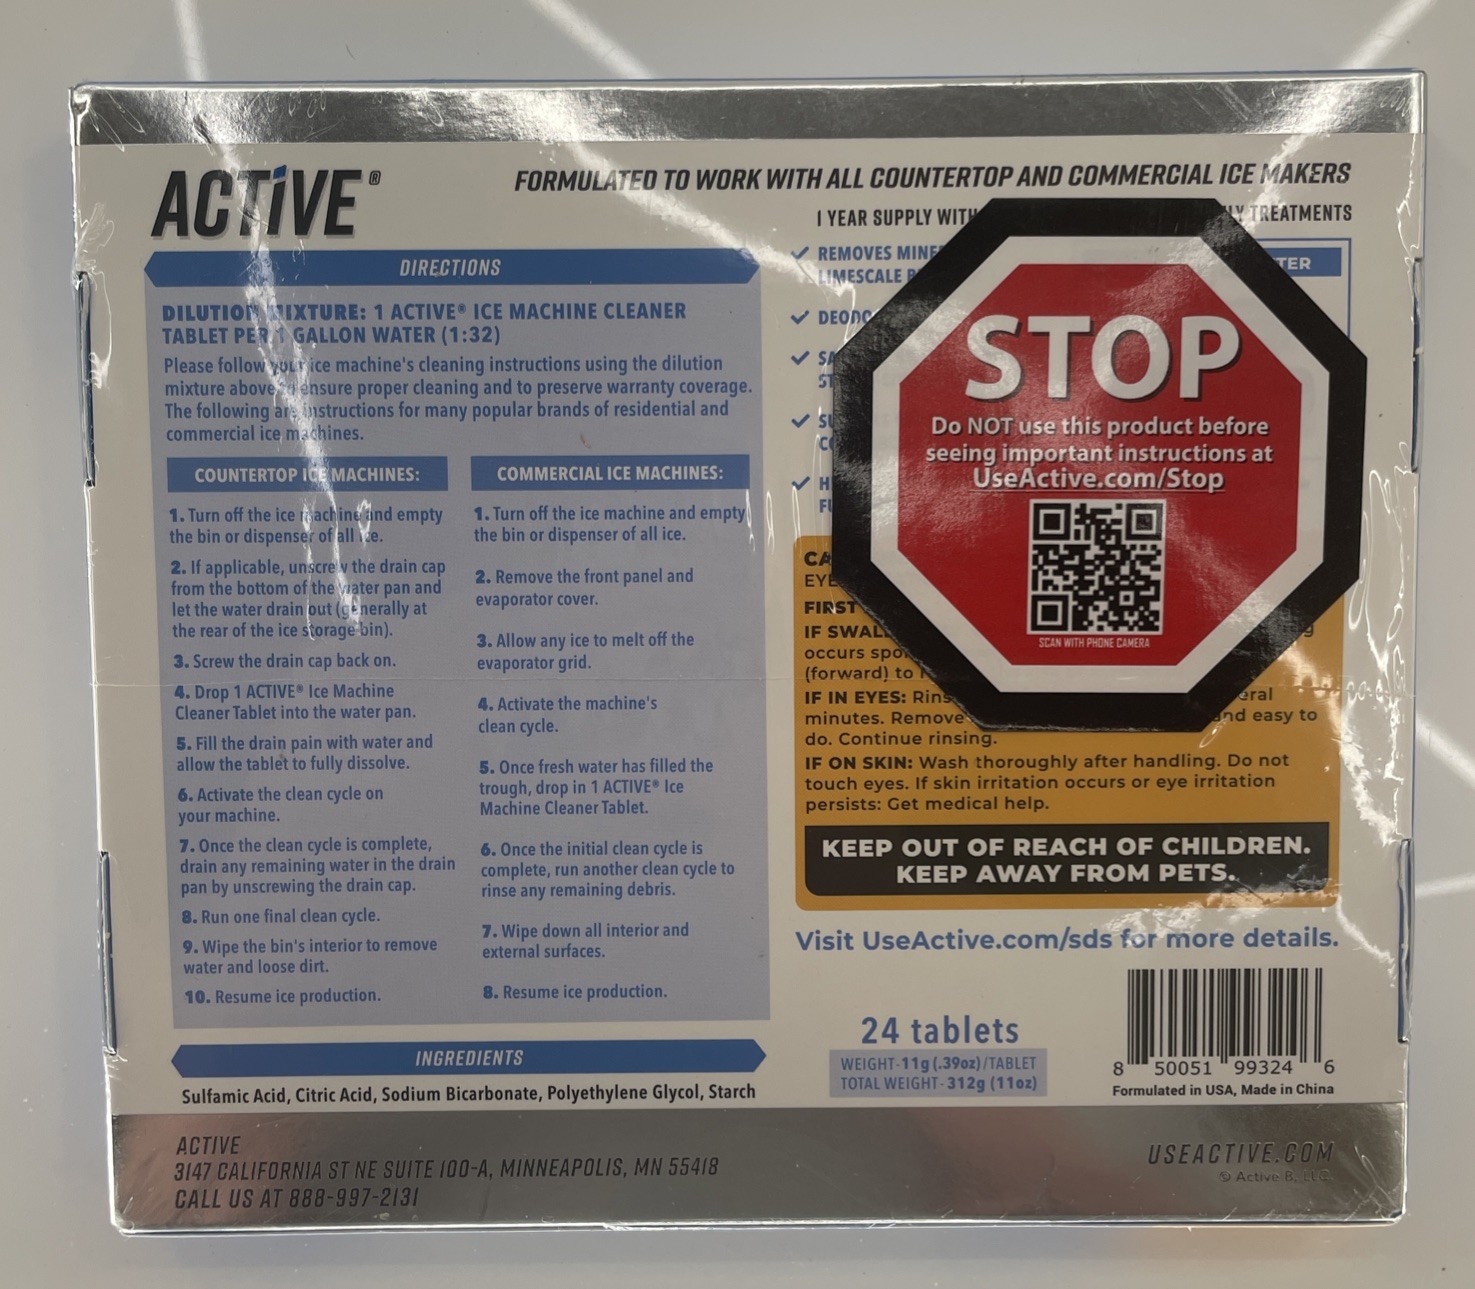 ACTIVE®
FORMULATED TO WORK WITH ALL COUNTERTOP AND COMMERCIAL ICE MAKERS
1 YEAR SUPPLY WITH
TREATMENTS
DIRECTIONS
DILUTION MIXTURE: 1 ACTIVE® ICE MACHINE CLEANER
TABLET PER 1 GALLON WATER (1:32)
Please follow your ice machine's cleaning instructions using the dilution
mixture above to ensure proper cleaning and to preserve warranty coverage.
The following are instructions for many popular brands of residential and
commercial ice machines.
COUNTERTOP ICE MACHINES:
1. Turn off the ice machine and empty
the bin or dispenser of all ice.
2. If applicable, unscrew the drain cap
from the bottom of the water pan and
let the water drain out (generally at
the rear of the ice storage bin).
3. Screw the drain cap back on.
4. Drop 1 ACTIVE® Ice Machine
Cleaner Tablet into the water pan.
5. Fill the drain pain with water and
allow the tablet to fully dissolve.
6. Activate the clean cycle on
your machine.
7. Once the clean cycle is complete,
drain any remaining water in the drain
pan by unscrewing the drain cap.
8. Run one final clean cycle.
9. Wipe the bin's interior to remove
water and loose dirt.
10. Resume ice production.
COMMERCIAL ICE MACHINES:
1. Turn off the ice machine and empty
the bin or dispenser of all ice.
2. Remove the front panel and
evaporator cover.
3. Allow any ice to melt off the
evaporator grid.
4. Activate the machine's
clean cycle.
5. Once fresh water has filled the
trough, drop in 1 ACTIVE® Ice
Machine Cleaner Tablet.
6. Once the initial clean cycle is
complete, run another clean cycle to
rinse any remaining debris.
7. Wipe down all interior and
external surfaces.
8. Resume ice production.
INGREDIENTS
Sulfamic Acid, Citric Acid, Sodium Bicarbonate, Polyethylene Glycol, Starch
REMOVES
LIMESCALE
STOP
Do NOT use this product before
seeing important instructions at
UseActive.com/Stop
SCAN WITH PHONE CAMERA
FIRST
IF
occurs
(forward) to
IF IN EYES:
minutes. Remove and easy to
do. Continue rinsing.
IF ON SKIN: Wash thoroughly after handling. Do not
touch eyes. If skin irritation occurs or eye irritation
persists: Get medical help.
KEEP OUT OF REACH OF CHILDREN.
KEEP AWAY FROM PETS.
Visit UseActive.com/sds for more details.
24 tablets
WEIGHT-11g (.39oz)/TABLET
TOTAL WEIGHT-312g (11oz)
8 50051 99324 6
Formulated in USA, Made in China
ACTIVE
3147 CALIFORNIA ST NE SUITE 100-A, MINNEAPOLIS, MN 55418
CALL US AT 888-997-2131
USEACTIVE.COM
© Active B, LLC.